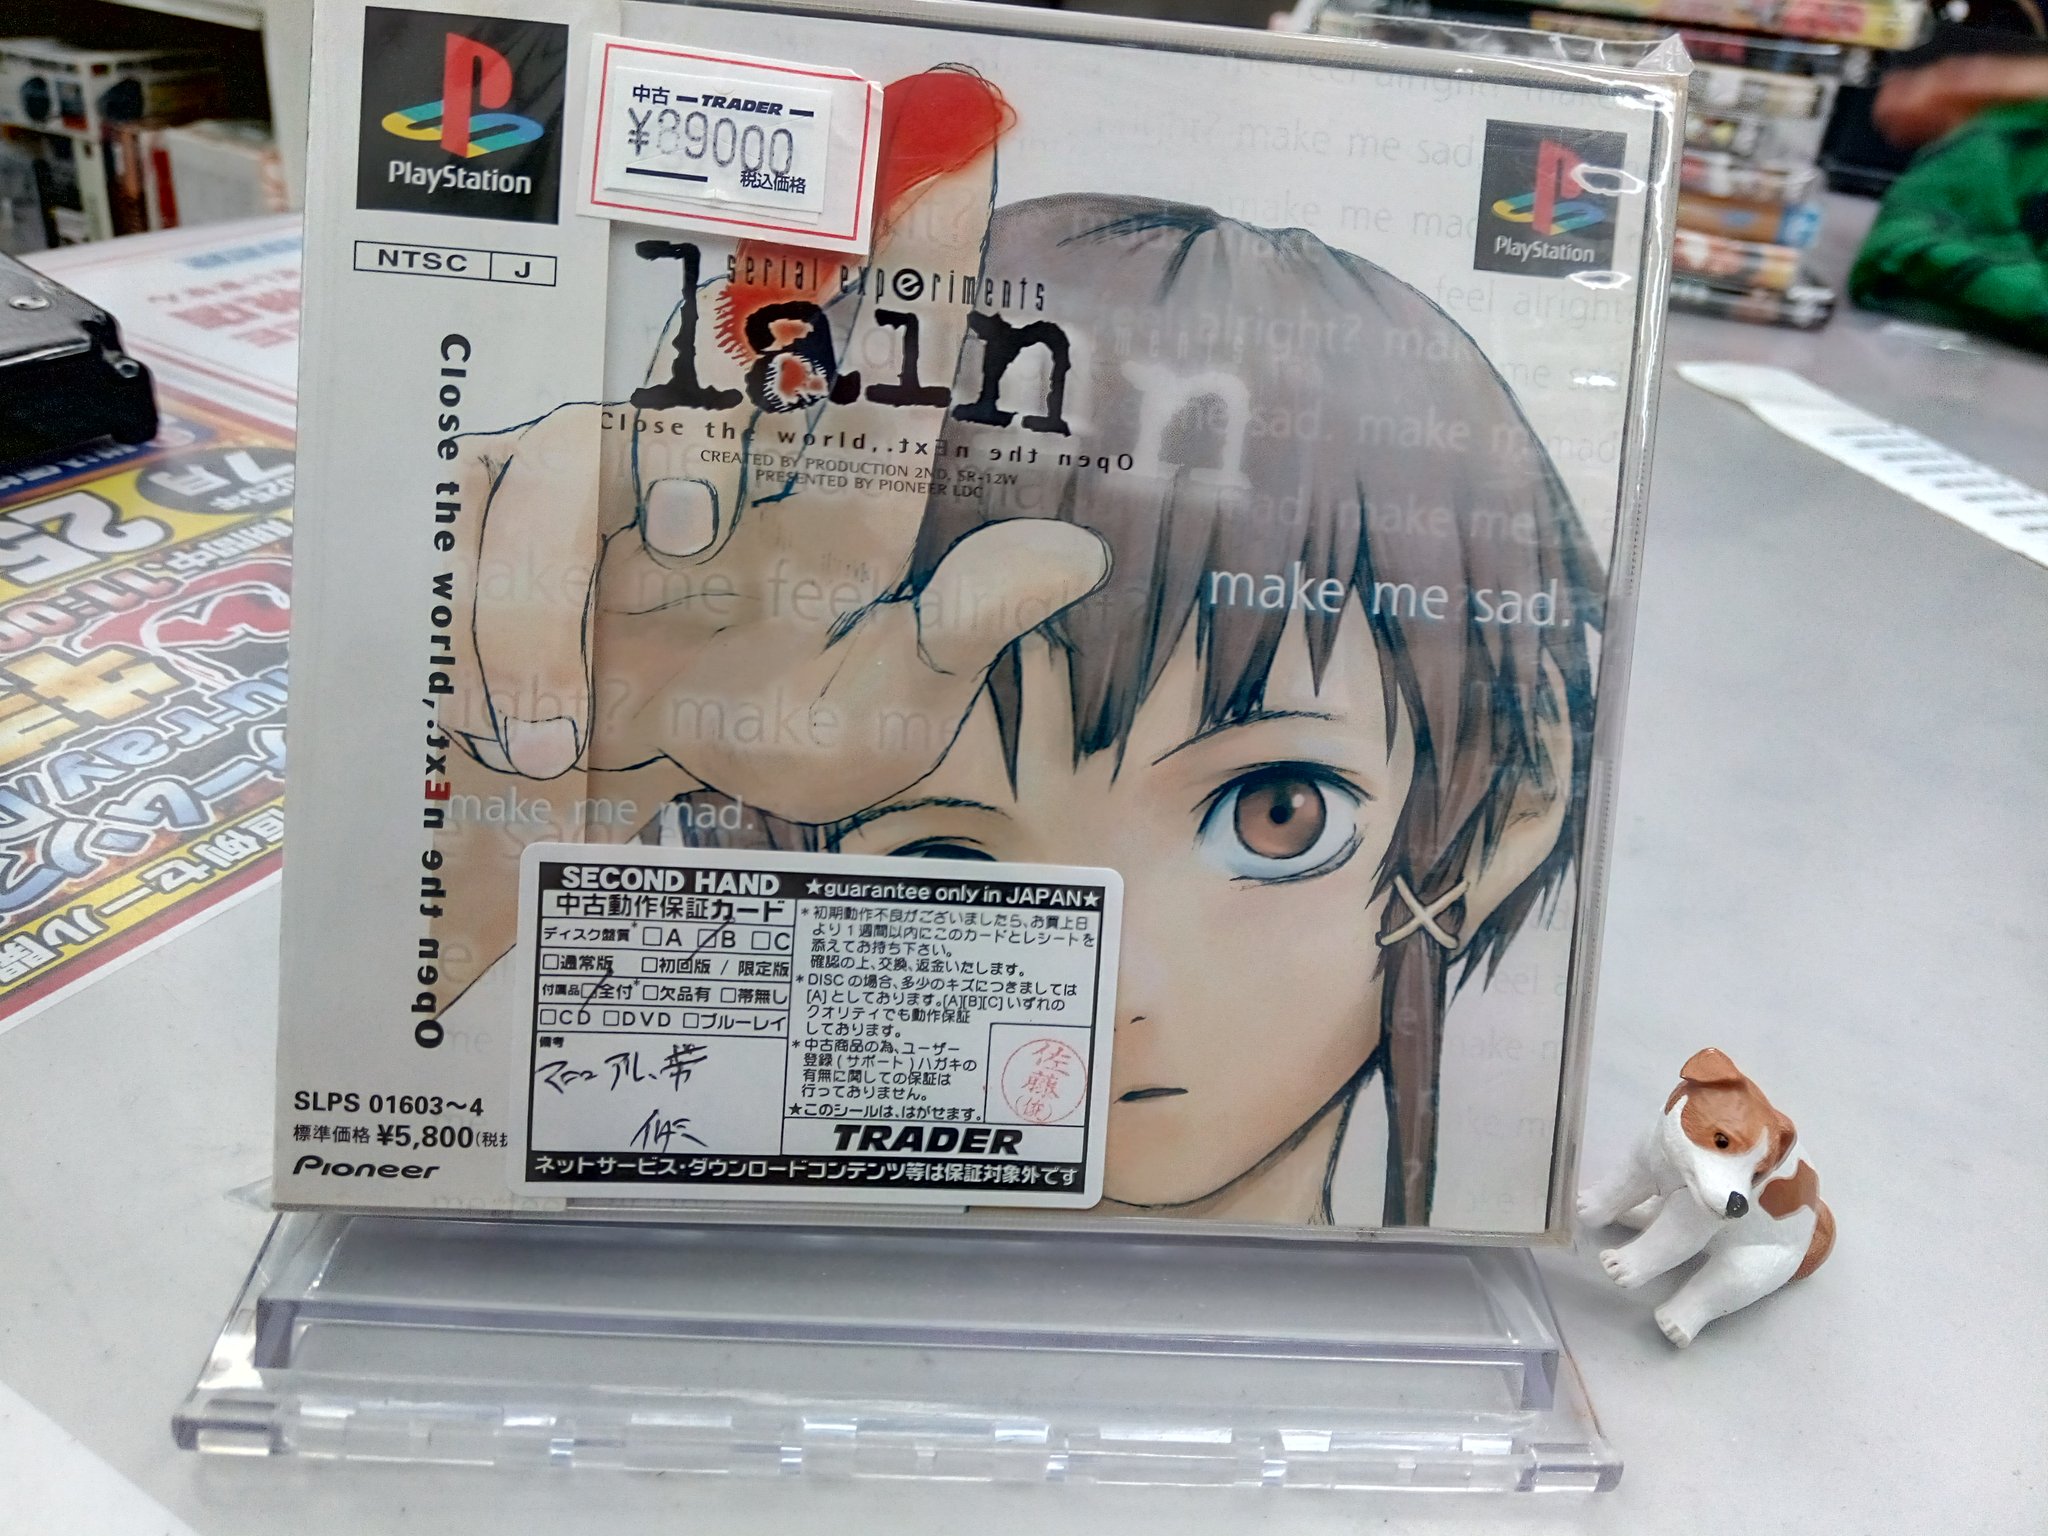 PlayStation
NTSC J
Close the world,.txEn eht nepO
SLPS 01603〜4
標準価格 ¥5,800(税抜
Pioneer
中古 TRADER
¥89000
税込価格
PlayStation
serial experiments
lain
Close the world,.txEn eht nepO
CREATED BY PRODUCTION 2ND, SR-12W
PRESENTED BY PIONEER LDC
make me sad.
make me feel alright?
make me mad.
SECOND HAND ★guarantee only in JAPAN★
中古動作保証カード
ディスク盤質* □A □B □C
□通常版 □初回版 / 限定版
付属品□全付* □欠品有 □帯無し
□CD □DVD □ブルーレイ
備考
マニュアル、帯
イタミ
*初期動作不良がございましたら、お買上日
より1週間以内にこのカードとレシートを
添えてお持ち下さい。
確認の上、交換、返金いたします。
*DISCの場合、多少のキズにつきましては
[A]としております。[A][B][C]いずれの
クオリティでも動作保証
しております。
*中古商品の為、ユーザー
登録(サポート)ハガキの
有無に関しての保証は
行っておりません。
★このシールは、はがせます。
佐藤
(俊)
TRADER
ネットサービス・ダウンロードコンテンツ等は保証対象外です